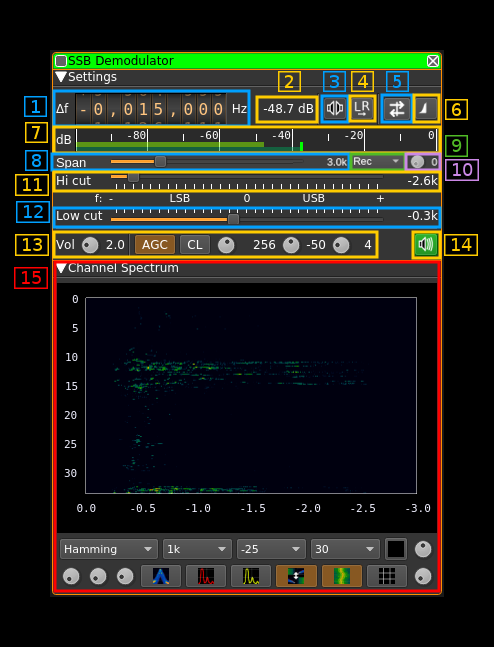 SSB Demodulator
Settings
2 3 4 5
1 Δf -0,015,000 Hz -48.7 dB LR 6
7 dB -80 -60 -40 -20 0 9
8 Span 3.0k Rec 0 10
11 Hi cut -2.6k
f: - LSB 0 USB +
12 Low cut -0.3k
13 Vol 2.0 AGC CL 256 -50 4 14
15 Channel Spectrum
0
5
10
15
20
25
30
0.0 -0.5 -1.0 -1.5 -2.0 -2.5 -3.0
Hamming 1k -25 30